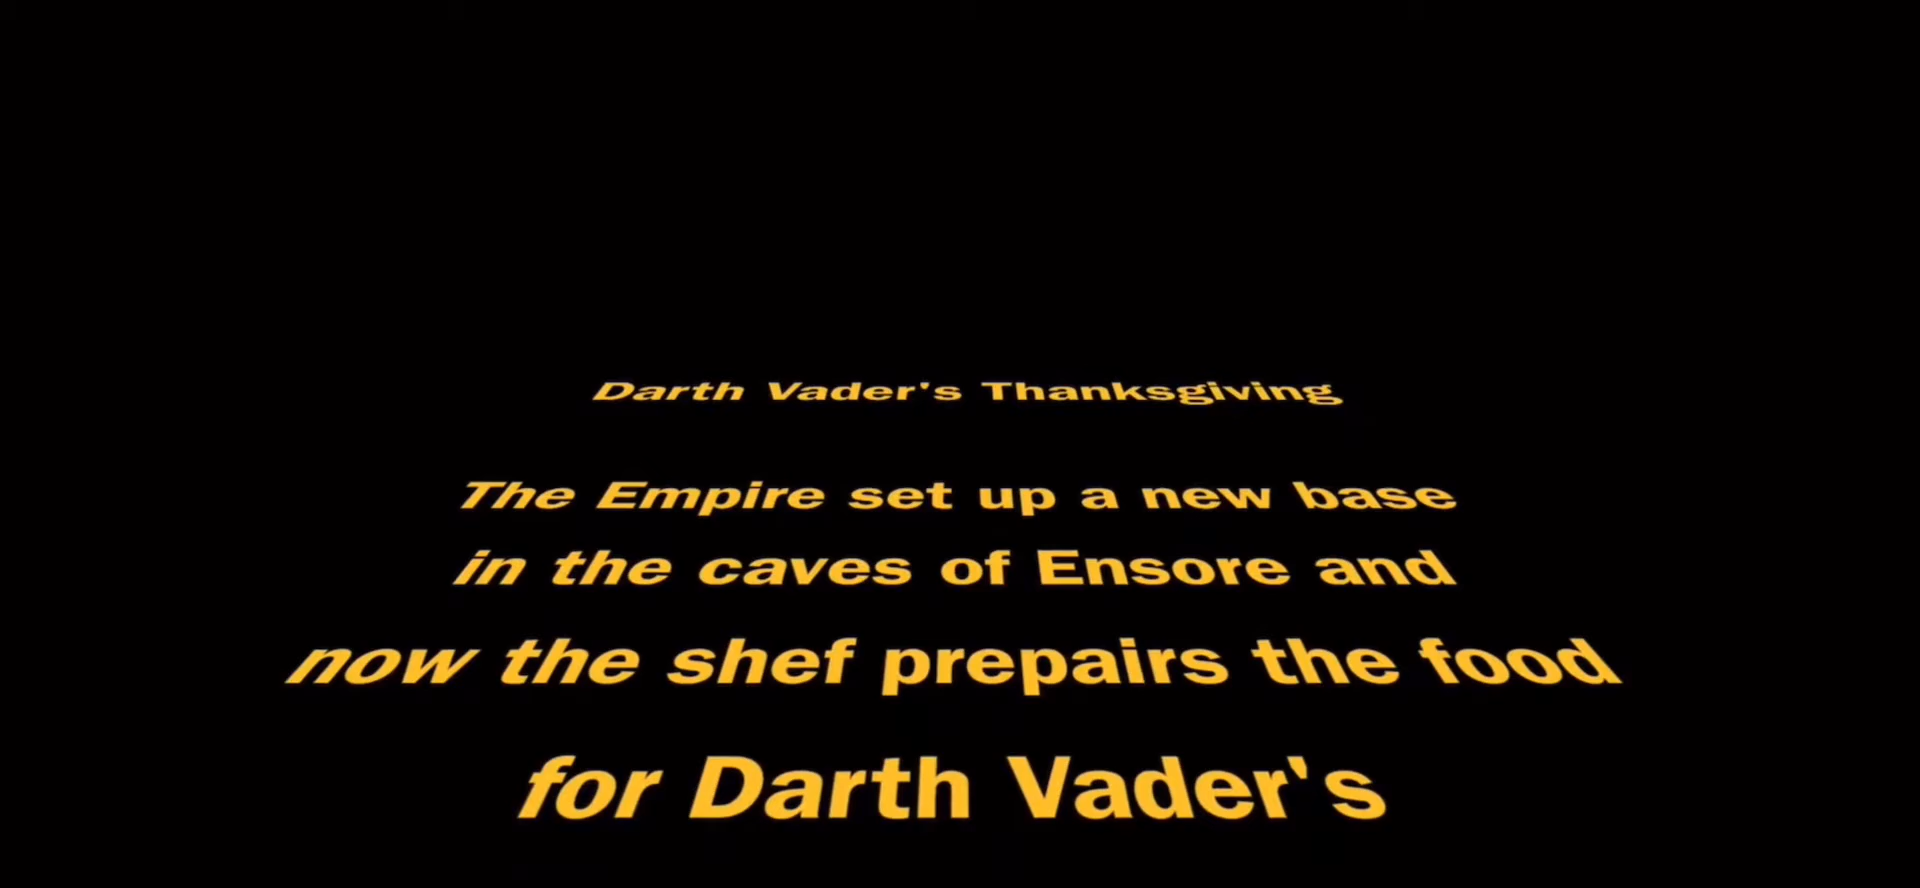 Darth Vader's Thanksgiving
The Empire set up a new base
in the caves of Ensore and
now the shef prepairs the food
for Darth Vader's